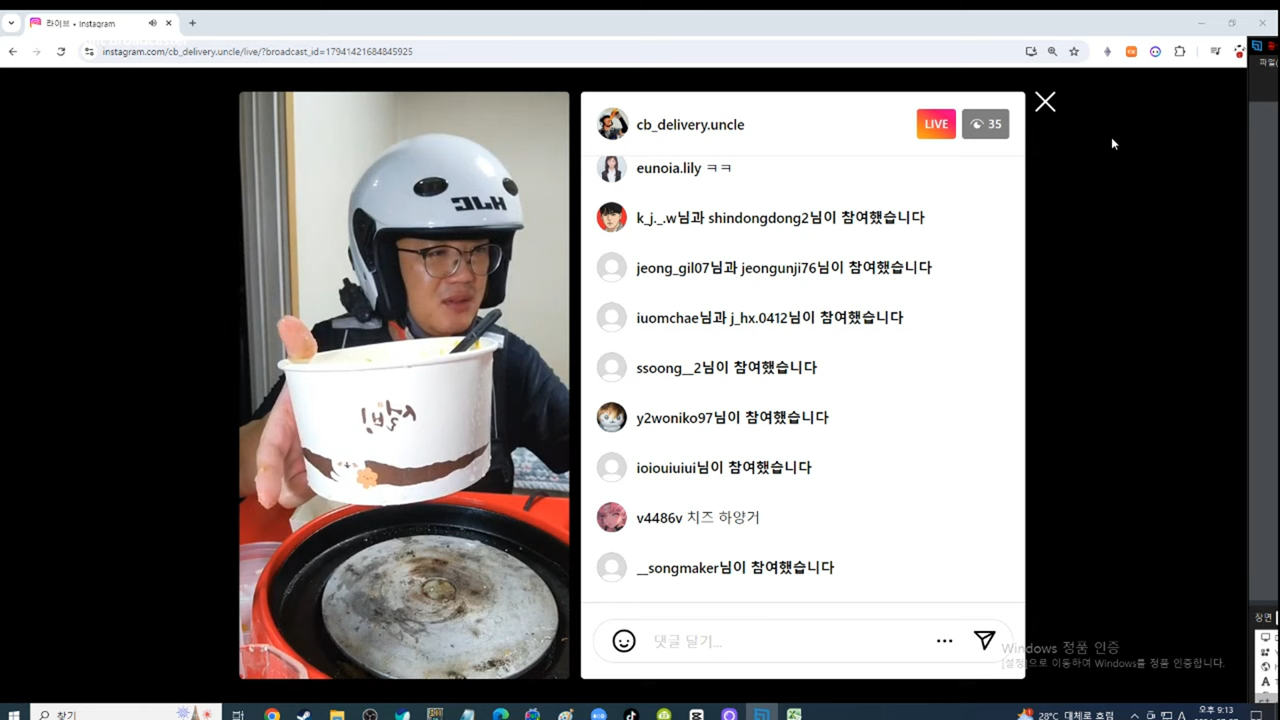 라이브 • Instagram
instagram.com/cb_delivery.uncle/live/?broadcast_id=17941421684845925
파일(
cb_delivery.uncle
LIVE
35
eunoia.lily ㅋㅋ
k_j._.w님과 shindongdong2님이 참여했습니다
jeong_gil07님과 jeongunji76님이 참여했습니다
iuomchae님과 j_hx.0412님이 참여했습니다
ssoong__2님이 참여했습니다
y2woniko97님이 참여했습니다
ioiouiuiui님이 참여했습니다
v4486v 치즈 하양거
__songmaker님이 참여했습니다
HLC
설빙!
댓글 달기...
장면
Windows 정품 인증
[설정]으로 이동하여 Windows를 정품 인증합니다.
찾기
28°C 대체로 흐림
오후 9:13